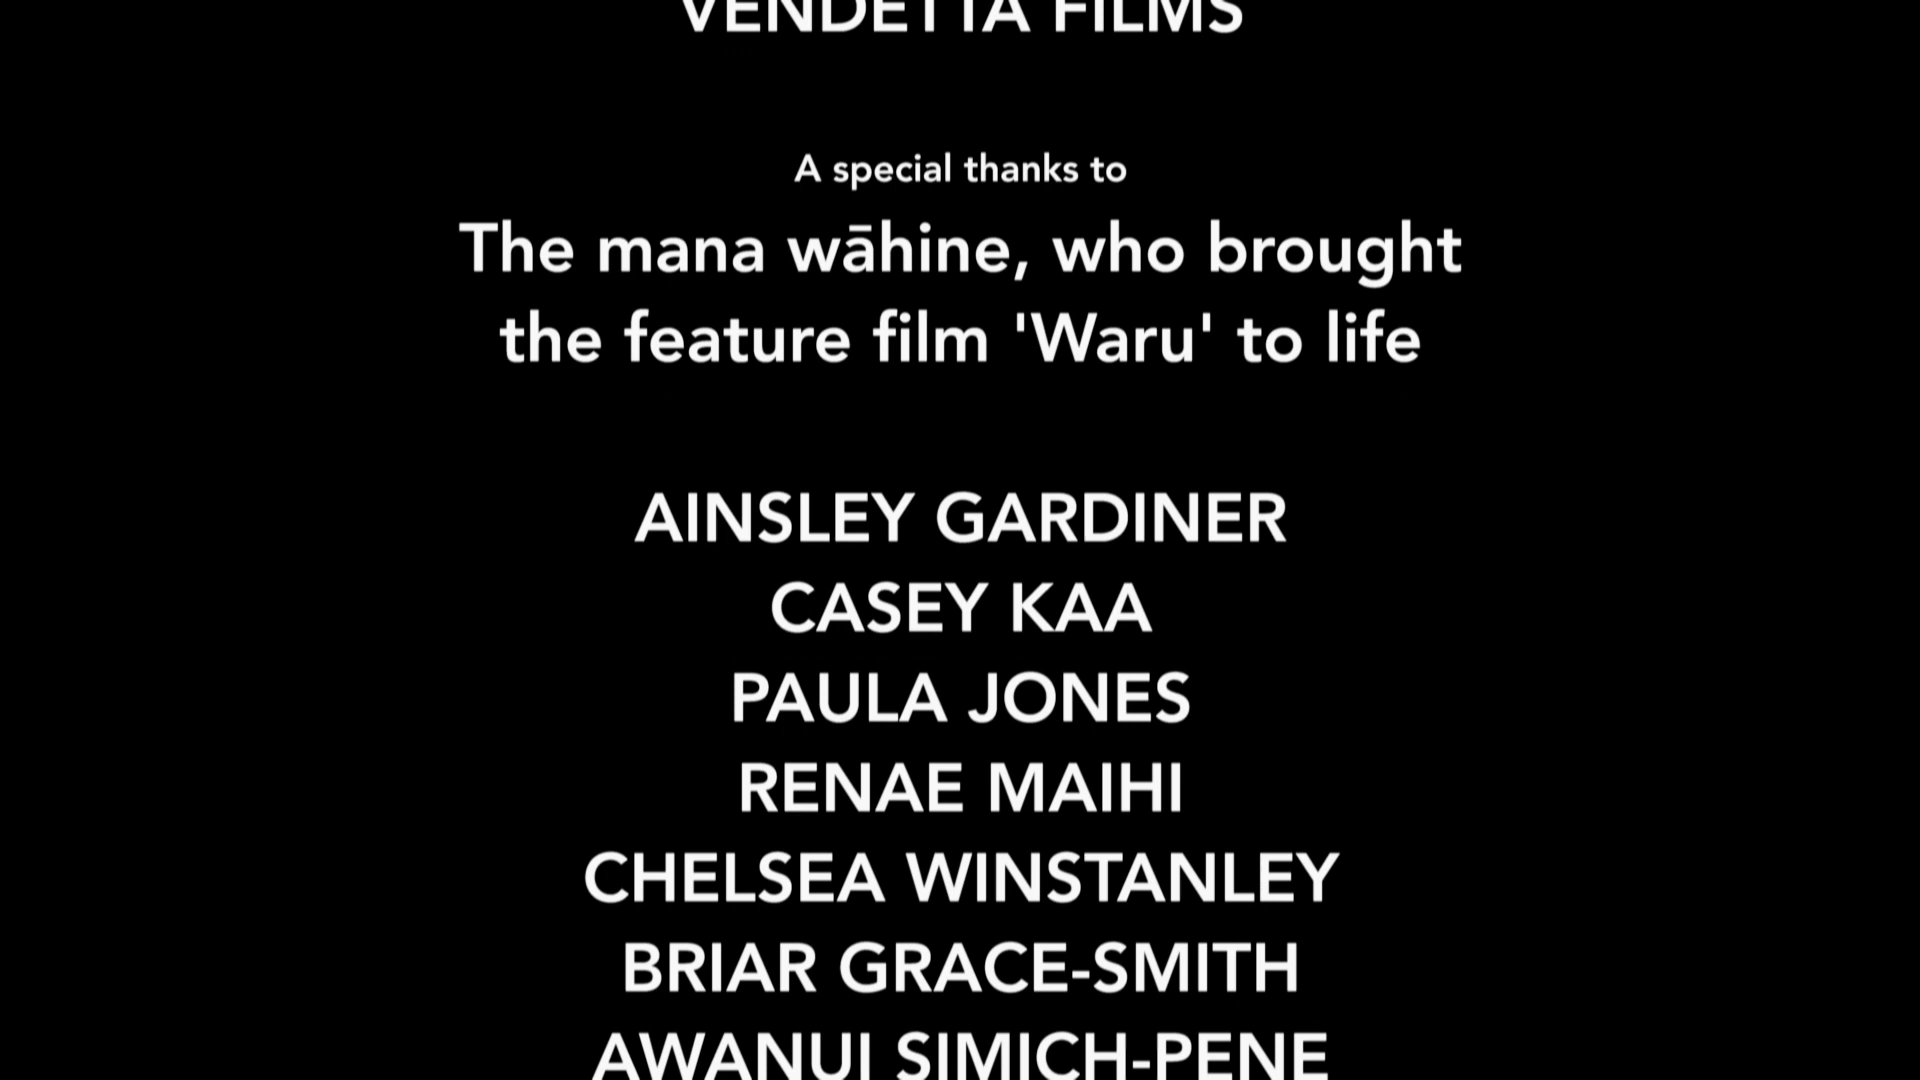 VENDETTA FILMS
A special thanks to
The mana wāhine, who brought
the feature film 'Waru' to life
AINSLEY GARDINER
CASEY KAA
PAULA JONES
RENAE MAIHI
CHELSEA WINSTANLEY
BRIAR GRACE-SMITH
AWANUI SIMICH-PENE